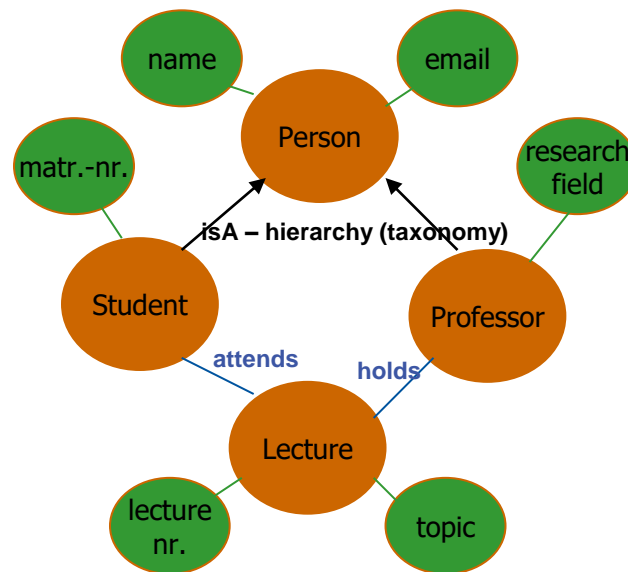 name
email
Person
research
field
matr.-nr.
isA – hierarchy (taxonomy)
Student
Professor
attends
holds
Lecture
lecture
nr.
topic